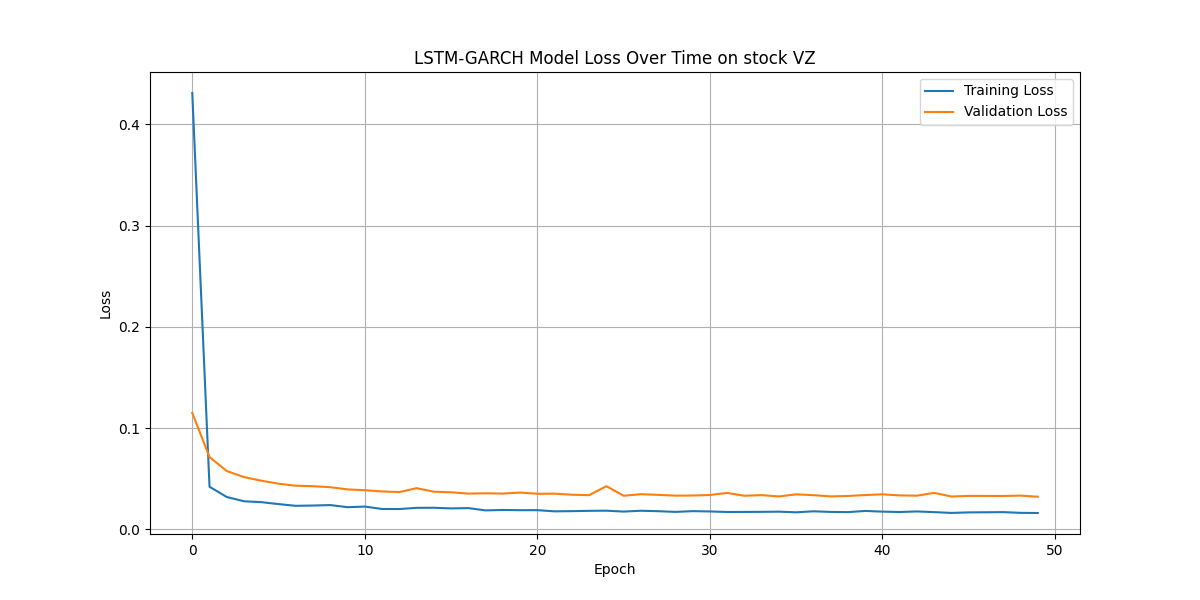 LSTM-GARCH Model Loss Over Time on stock VZ
Training Loss
Validation Loss
0.4
0.3
0.2
0.1
0.0
Loss
0 10 20 30 40 50
Epoch